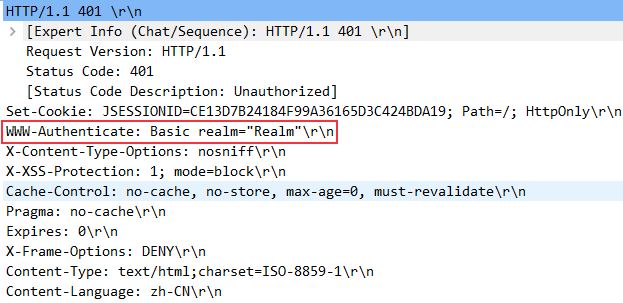 HTTP/1.1 401 \r\n
[Expert Info (Chat/Sequence): HTTP/1.1 401 \r\n]
Request Version: HTTP/1.1
Status Code: 401
[Status Code Description: Unauthorized]
Set-Cookie: JSESSIONID=CE13D7B24184F99A36165D3C424BDA19; Path=/; HttpOnly\r\n
WWW-Authenticate: Basic realm="Realm"\r\n
X-Content-Type-Options: nosniff\r\n
X-XSS-Protection: 1; mode=block\r\n
Cache-Control: no-cache, no-store, max-age=0, must-revalidate\r\n
Pragma: no-cache\r\n
Expires: 0\r\n
X-Frame-Options: DENY\r\n
Content-Type: text/html;charset=ISO-8859-1\r\n
Content-Language: zh-CN\r\n